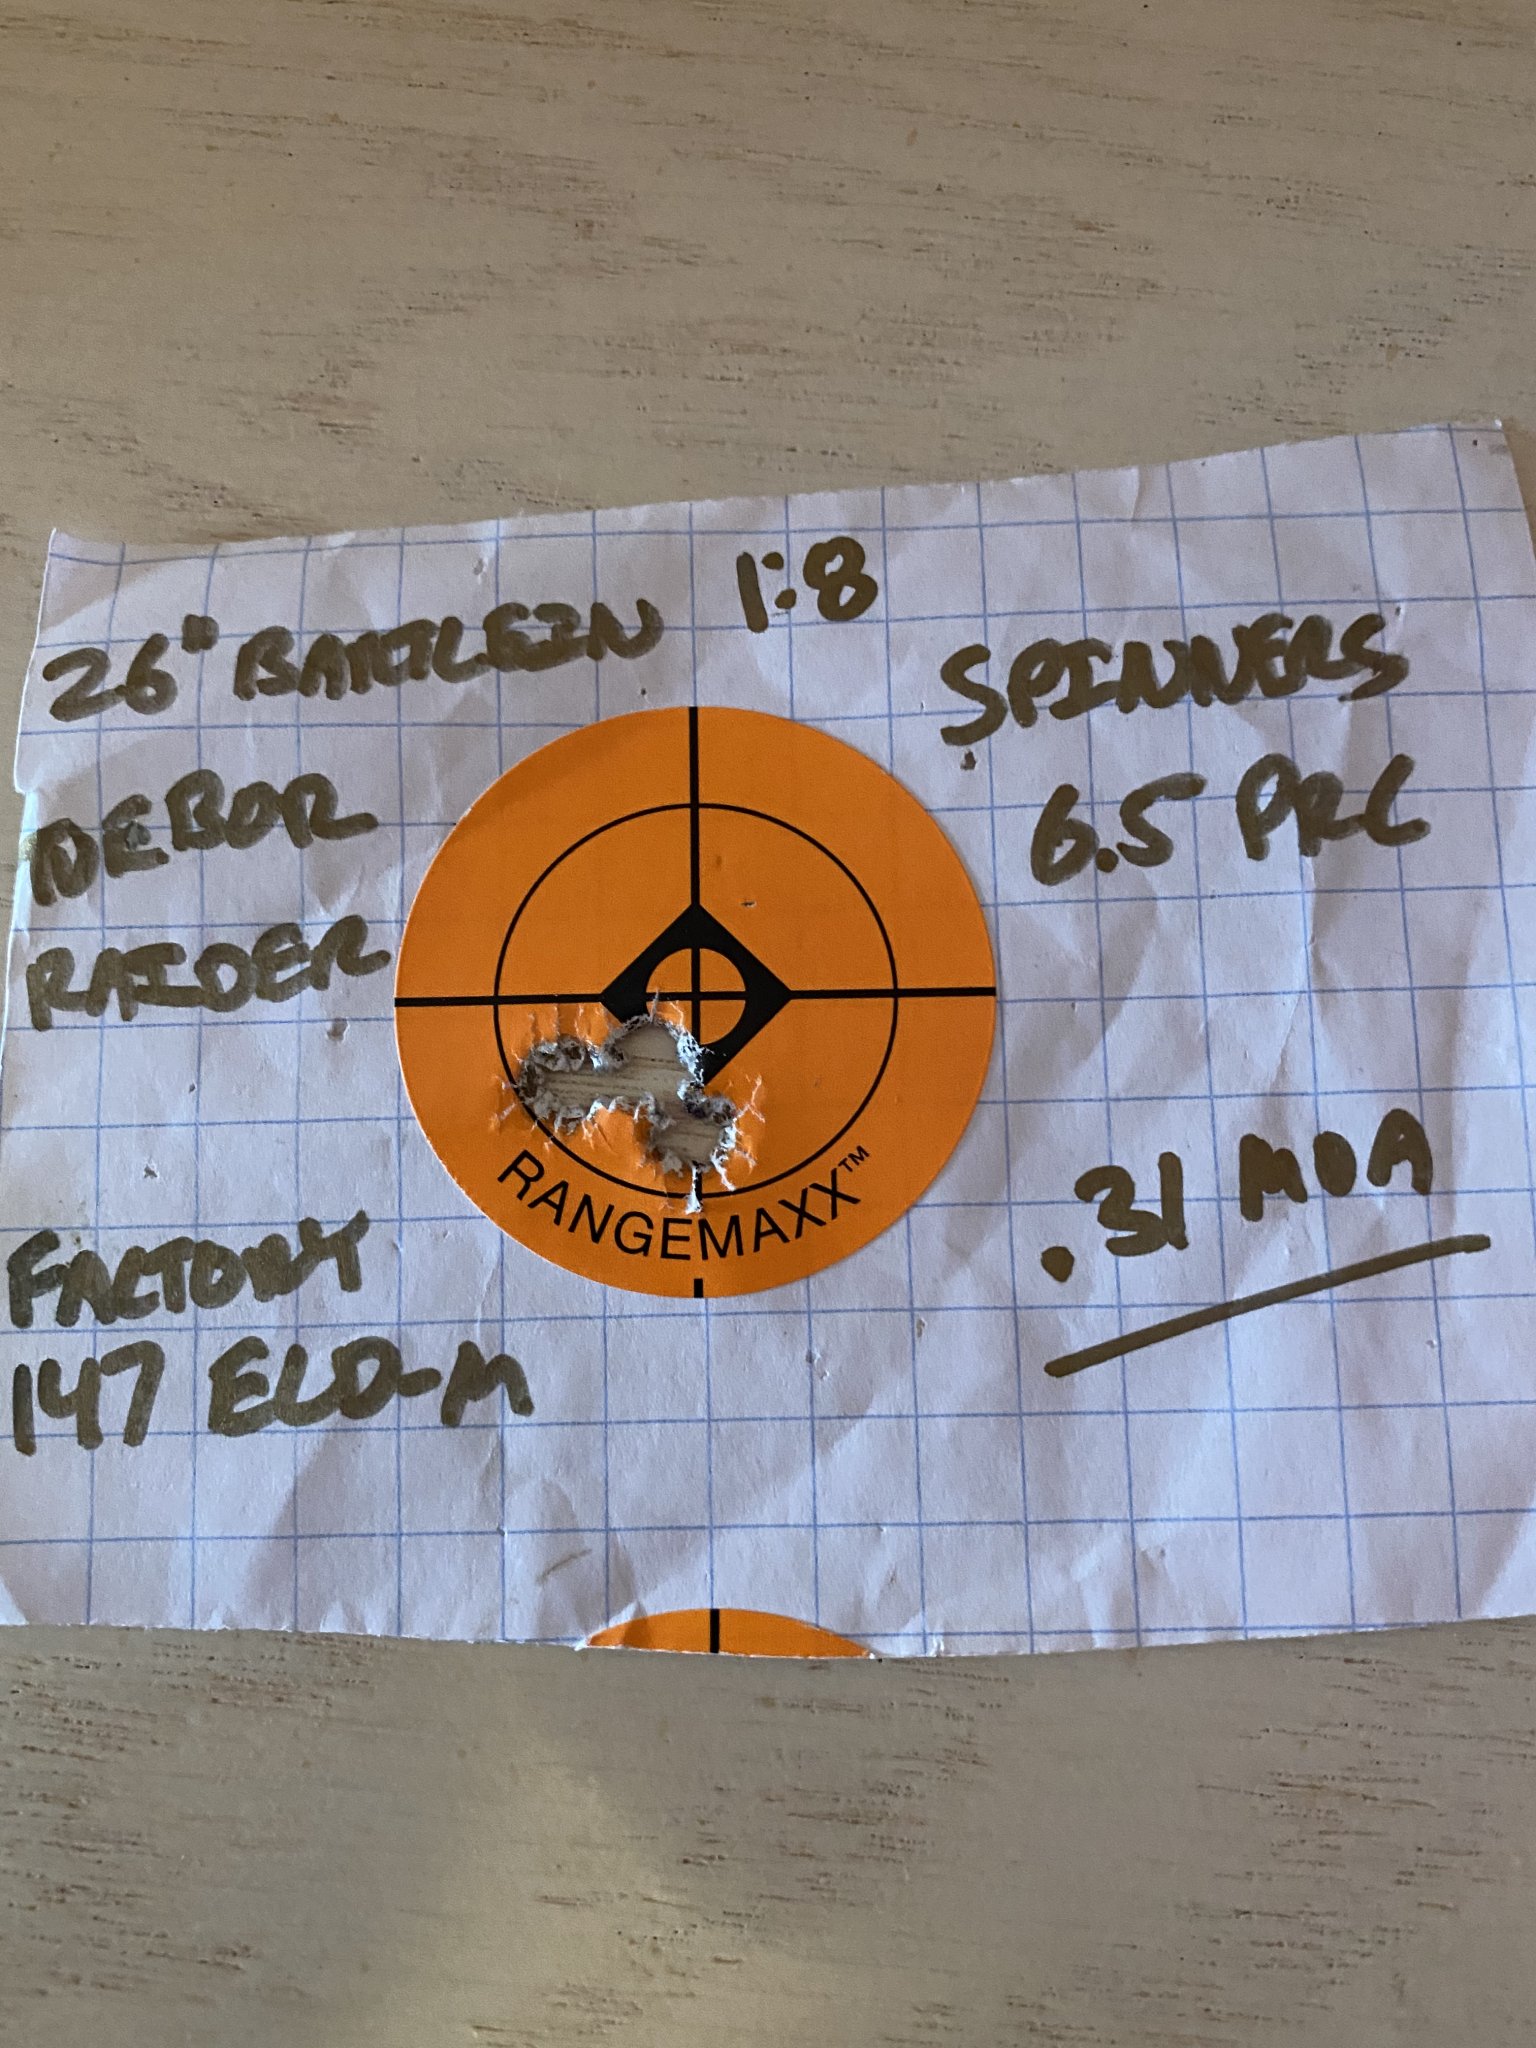 26" BARTLEIN 1:8
SPINNERS
DEBOR
6.5 PRC
RAIDER
.31 MOA
RANGEMAXX™
FACTORY
147 ELD-M